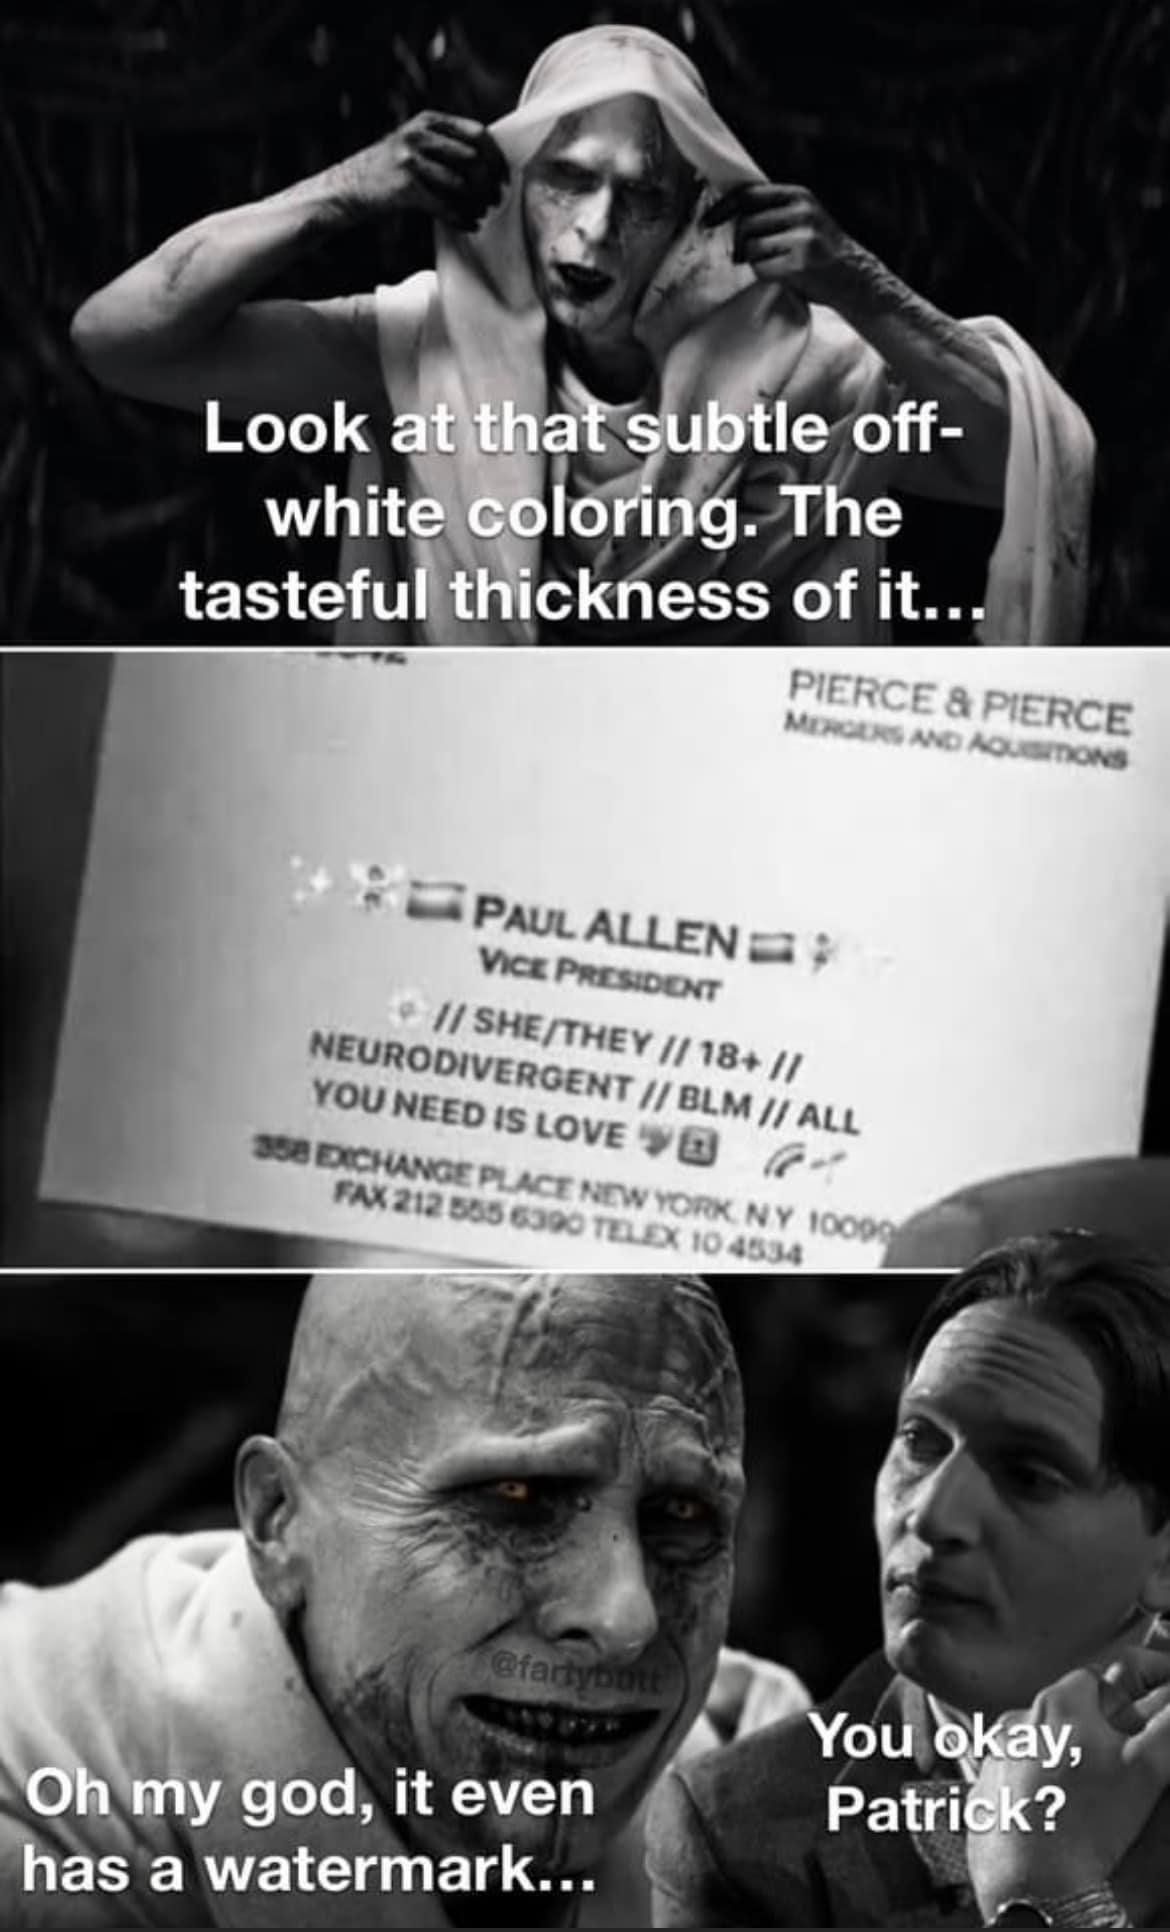 Look at that subtle off-
white coloring. The
tasteful thickness of it...
PIERCE & PIERCE
MERGERS AND AQUISITIONS
PAUL ALLEN
VICE PRESIDENT
// SHE/THEY // 18+ //
NEURODIVERGENT // BLM // ALL
YOU NEED IS LOVE
358 EXCHANGE PLACE NEW YORK, N.Y 10099
FAX 212 555 6390 TELEX 10 4534
@fartybutt
Oh my god, it even
has a watermark...
You okay,
Patrick?